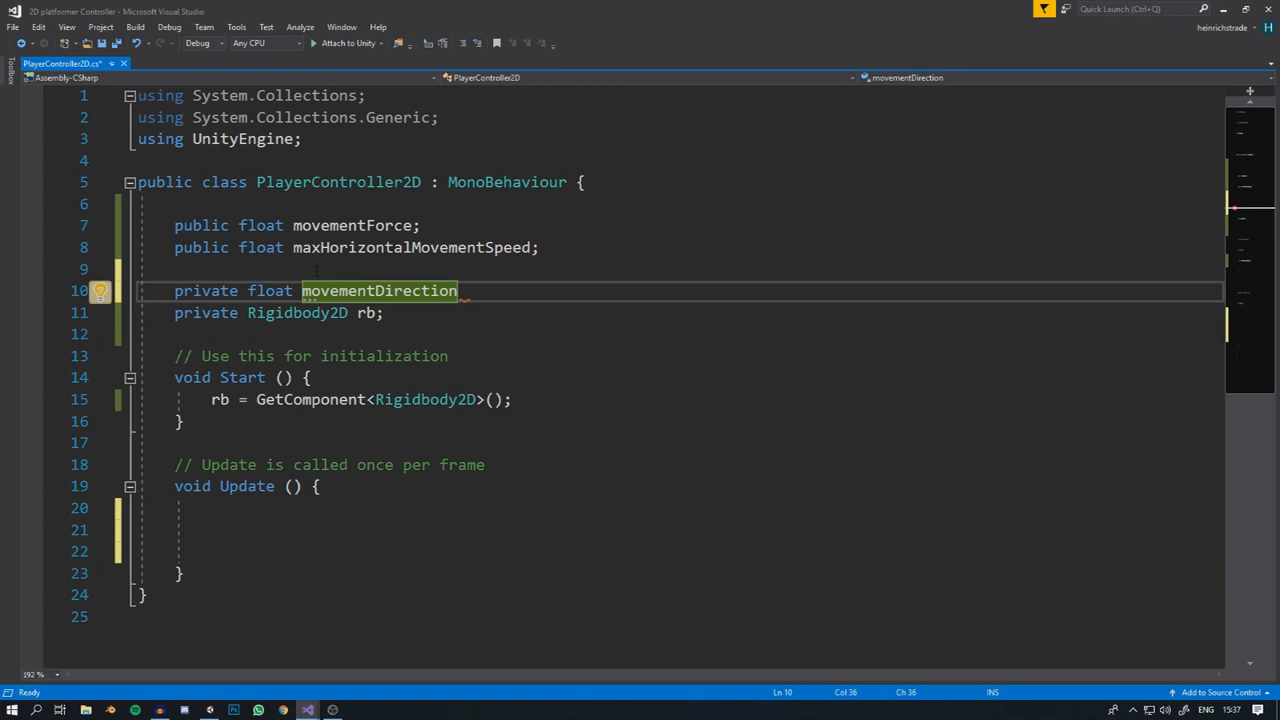 2D platformer Controller - Microsoft Visual Studio
Quick Launch (Ctrl+Q)
File Edit View Project Build Debug Team Tools Test Analyze Window Help
heinrichstrade H
Debug Any CPU Attach to Unity
PlayerController2D.cs*
Toolbox
Assembly-CSharp PlayerController2D movementDirection
1 using System.Collections;
2 using System.Collections.Generic;
3 using UnityEngine;
4
5 public class PlayerController2D : MonoBehaviour {
6
7 public float movementForce;
8 public float maxHorizontalMovementSpeed;
9
10 private float movementDirection
11 private Rigidbody2D rb;
12
13 // Use this for initialization
14 void Start () {
15 rb = GetComponent<Rigidbody2D>();
16 }
17
18 // Update is called once per frame
19 void Update () {
20
21
22
23 }
24 }
25
192 %
Ready Ln 10 Col 36 Ch 36 INS Add to Source Control
ENG 15:37